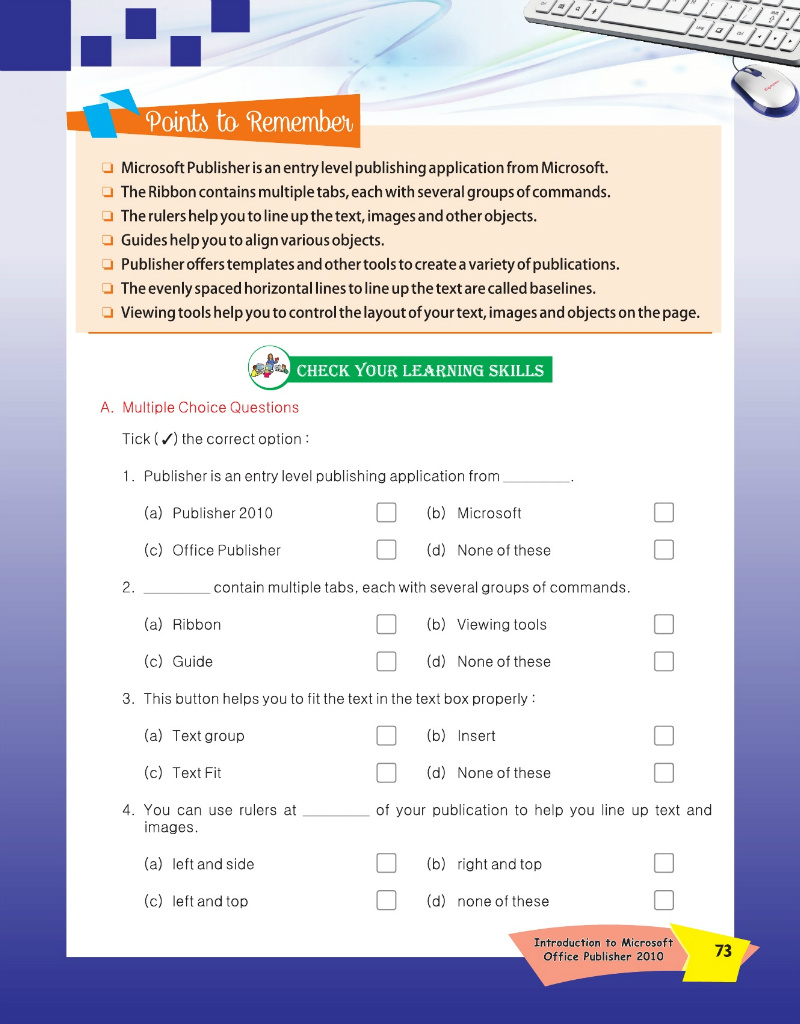 Points to Remember
❑ Microsoft Publisher is an entry level publishing application from Microsoft.
❑ The Ribbon contains multiple tabs, each with several groups of commands.
❑ The rulers help you to line up the text, images and other objects.
❑ Guides help you to align various objects.
❑ Publisher offers templates and other tools to create a variety of publications.
❑ The evenly spaced horizontal lines to line up the text are called baselines.
❑ Viewing tools help you to control the layout of your text, images and objects on the page.
CHECK YOUR LEARNING SKILLS
A. Multiple Choice Questions
Tick (✓) the correct option :
1. Publisher is an entry level publishing application from _________.
(a) Publisher 2010 (b) Microsoft
(c) Office Publisher (d) None of these
2. _________ contain multiple tabs, each with several groups of commands.
(a) Ribbon (b) Viewing tools
(c) Guide (d) None of these
3. This button helps you to fit the text in the text box properly :
(a) Text group (b) Insert
(c) Text Fit (d) None of these
4. You can use rulers at _________ of your publication to help you line up text and
images.
(a) left and side (b) right and top
(c) left and top (d) none of these
Introduction to Microsoft
Office Publisher 2010
73